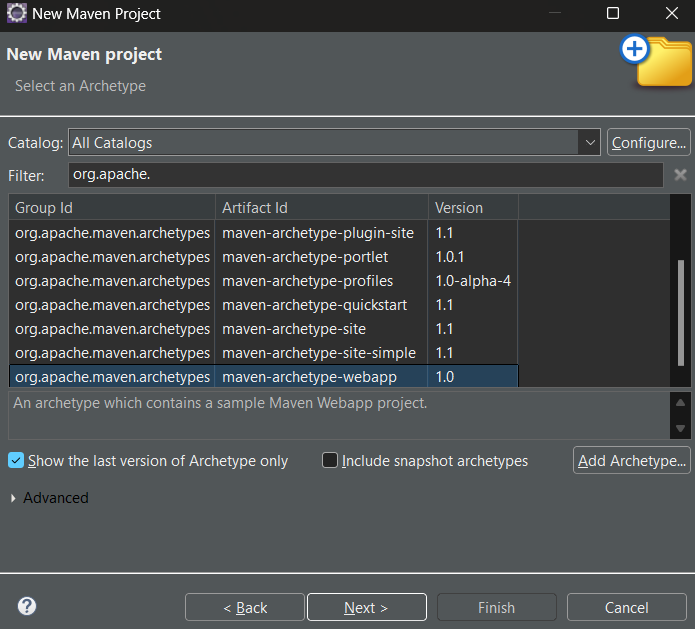 New Maven Project
New Maven project
Select an Archetype
Catalog: All Catalogs Configure...
Filter: org.apache.
Group Id Artifact Id Version
org.apache.maven.archetypes maven-archetype-plugin-site 1.1
org.apache.maven.archetypes maven-archetype-portlet 1.0.1
org.apache.maven.archetypes maven-archetype-profiles 1.0-alpha-4
org.apache.maven.archetypes maven-archetype-quickstart 1.1
org.apache.maven.archetypes maven-archetype-site 1.1
org.apache.maven.archetypes maven-archetype-site-simple 1.1
org.apache.maven.archetypes maven-archetype-webapp 1.0
An archetype which contains a sample Maven Webapp project.
Show the last version of Archetype only Include snapshot archetypes Add Archetype...
Advanced
? < Back Next > Finish Cancel